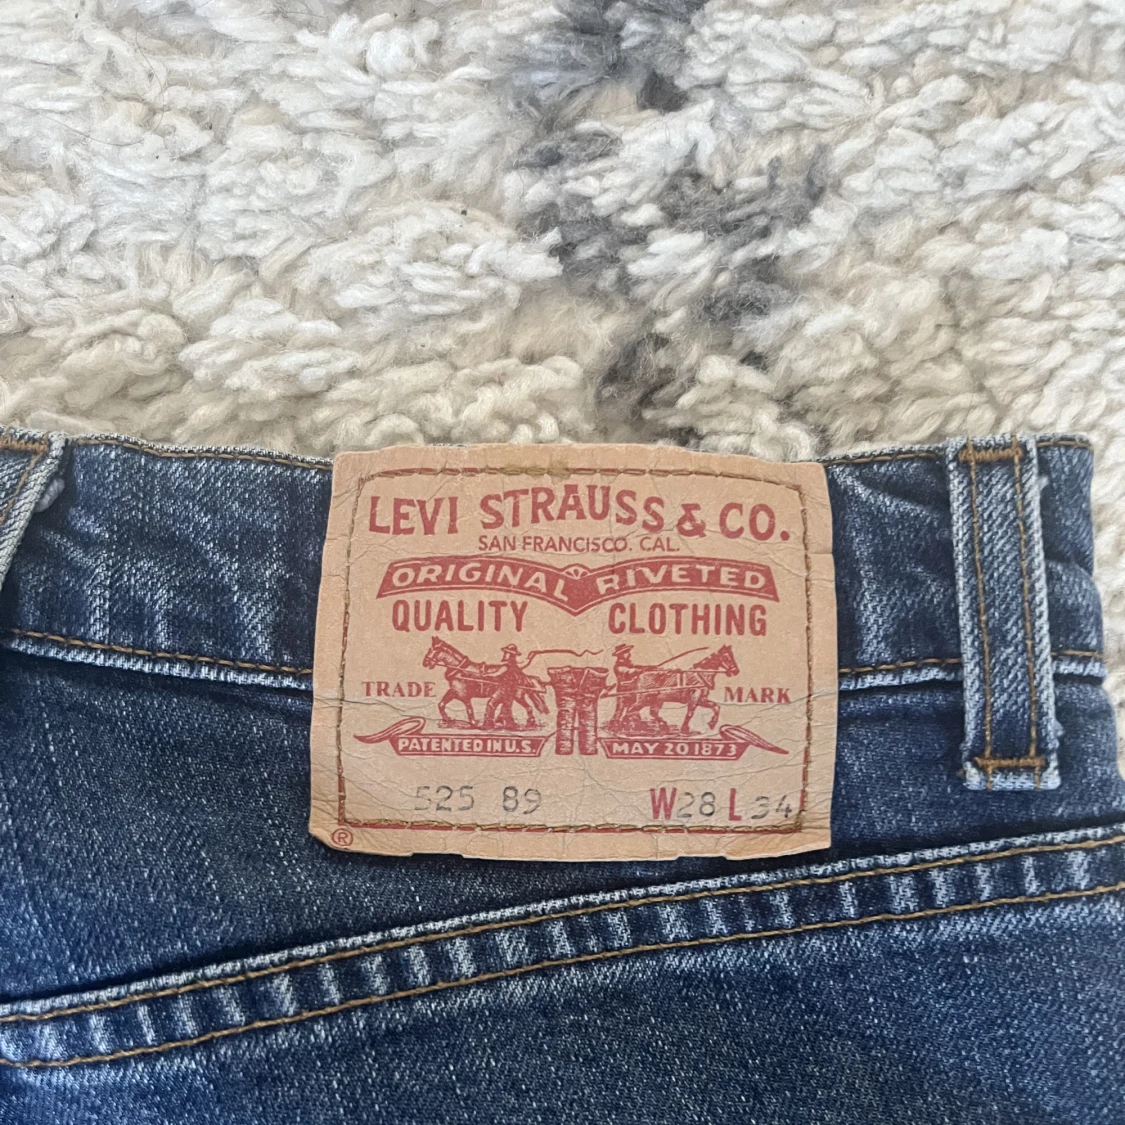 LEVI STRAUSS & CO.
SAN FRANCISCO. CAL.
ORIGINAL RIVETED
QUALITY CLOTHING
TRADE MARK
PATENTED IN U.S. MAY 20 1873
525 89 W28 L34
®